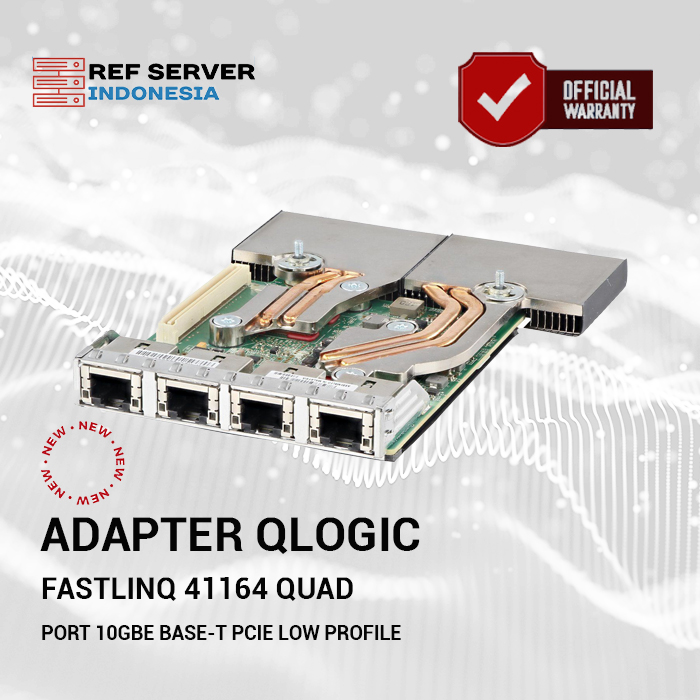 REF SERVER
INDONESIA
OFFICIAL
WARRANTY
NEW • NEW • NEW • NEW • NEW •
ADAPTER QLOGIC
FASTLINQ 41164 QUAD
PORT 10GBE BASE-T PCIE LOW PROFILE